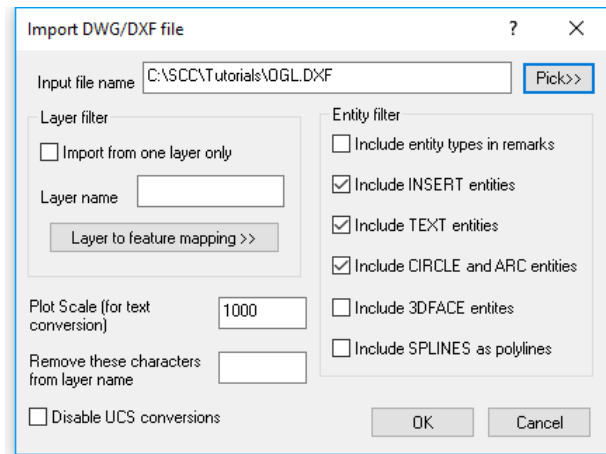 Import DWG/DXF file
?
Input file name
C:\SCC\Tutorials\OGL.DXF
Pick>>
Layer filter
Import from one layer only
Layer name
Layer to feature mapping >>
Entity filter
Include entity types in remarks
Include INSERT entities
Include TEXT entities
Include CIRCLE and ARC entities
Include 3DFACE entites
Include SPLINES as polylines
Plot Scale (for text
conversion)
1000
Remove these characters
from layer name
Disable UCS conversions
OK
Cancel